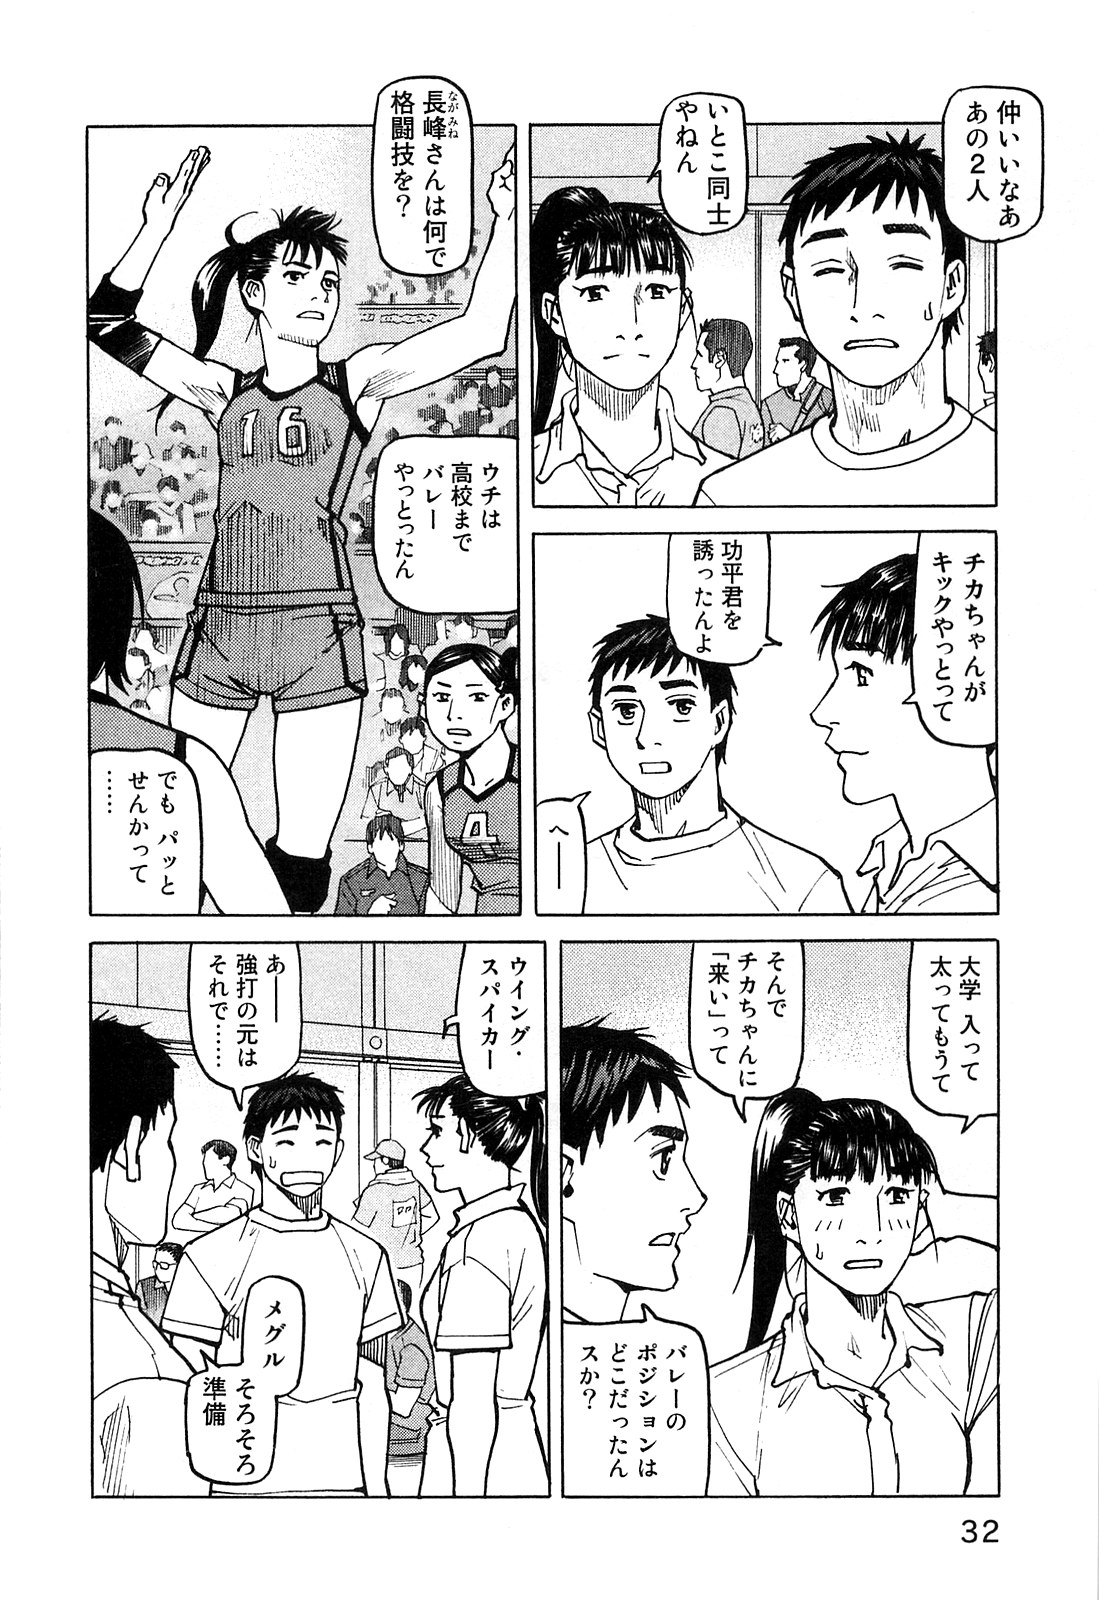 仲いいなあ
あの2人
いとこ同士
やねん
チカちゃんが
キックやっとって
功平君を
誘ったんよ
へー
長峰さんは何で
ながみね
格闘技を?
ウチは
高校まで
バレー
やっとったん
16
4
でも パッと
せんかって
……
大学 入って
太ってもうて
そんで
チカちゃんに
「来い」って
バレーの
ポジションは
どこだったん
スか?
ウイング・
スパイカー
あー
強打の元は
それで……
メグル
そろそろ
準備
32